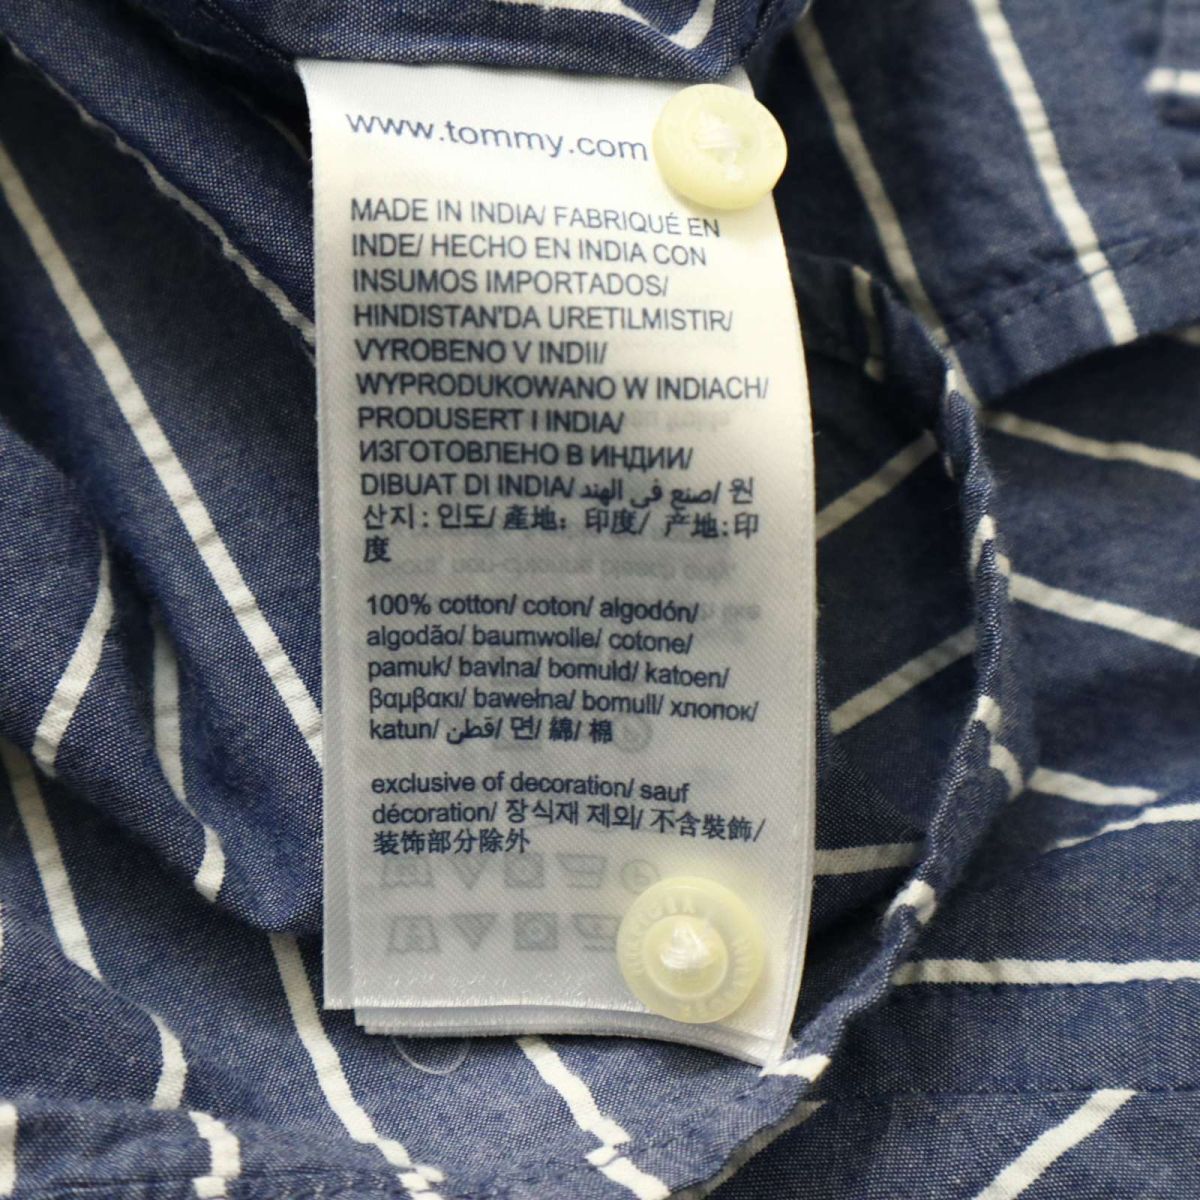 www.tommy.com
MADE IN INDIA/ FABRIQUÉ EN
INDE/ HECHO EN INDIA CON
INSUMOS IMPORTADOS/
HINDISTAN'DA URETILMISTIR/
VYROBENO V INDII/
WYPRODUKOWANO W INDIACH/
PRODUSERT I INDIA/
ИЗГОТОВЛЕНО В ИНДИИ/
DIBUAT DI INDIA/ صنع في الهند/ 원
산지: 인도/ 產地: 印度/ 产地:印
度
100% cotton/ coton/ algodón/
algodão/ baumwolle/ cotone/
pamuk/ bavlna/ bomuld/ katoen/
βαμβακι/ bawełna/ bomull/ хлопок/
katun/ قطن/ 면/ 綿/ 棉
exclusive of decoration/ sauf
décoration/ 장식재 제외/ 不含裝飾/
装饰部分除外